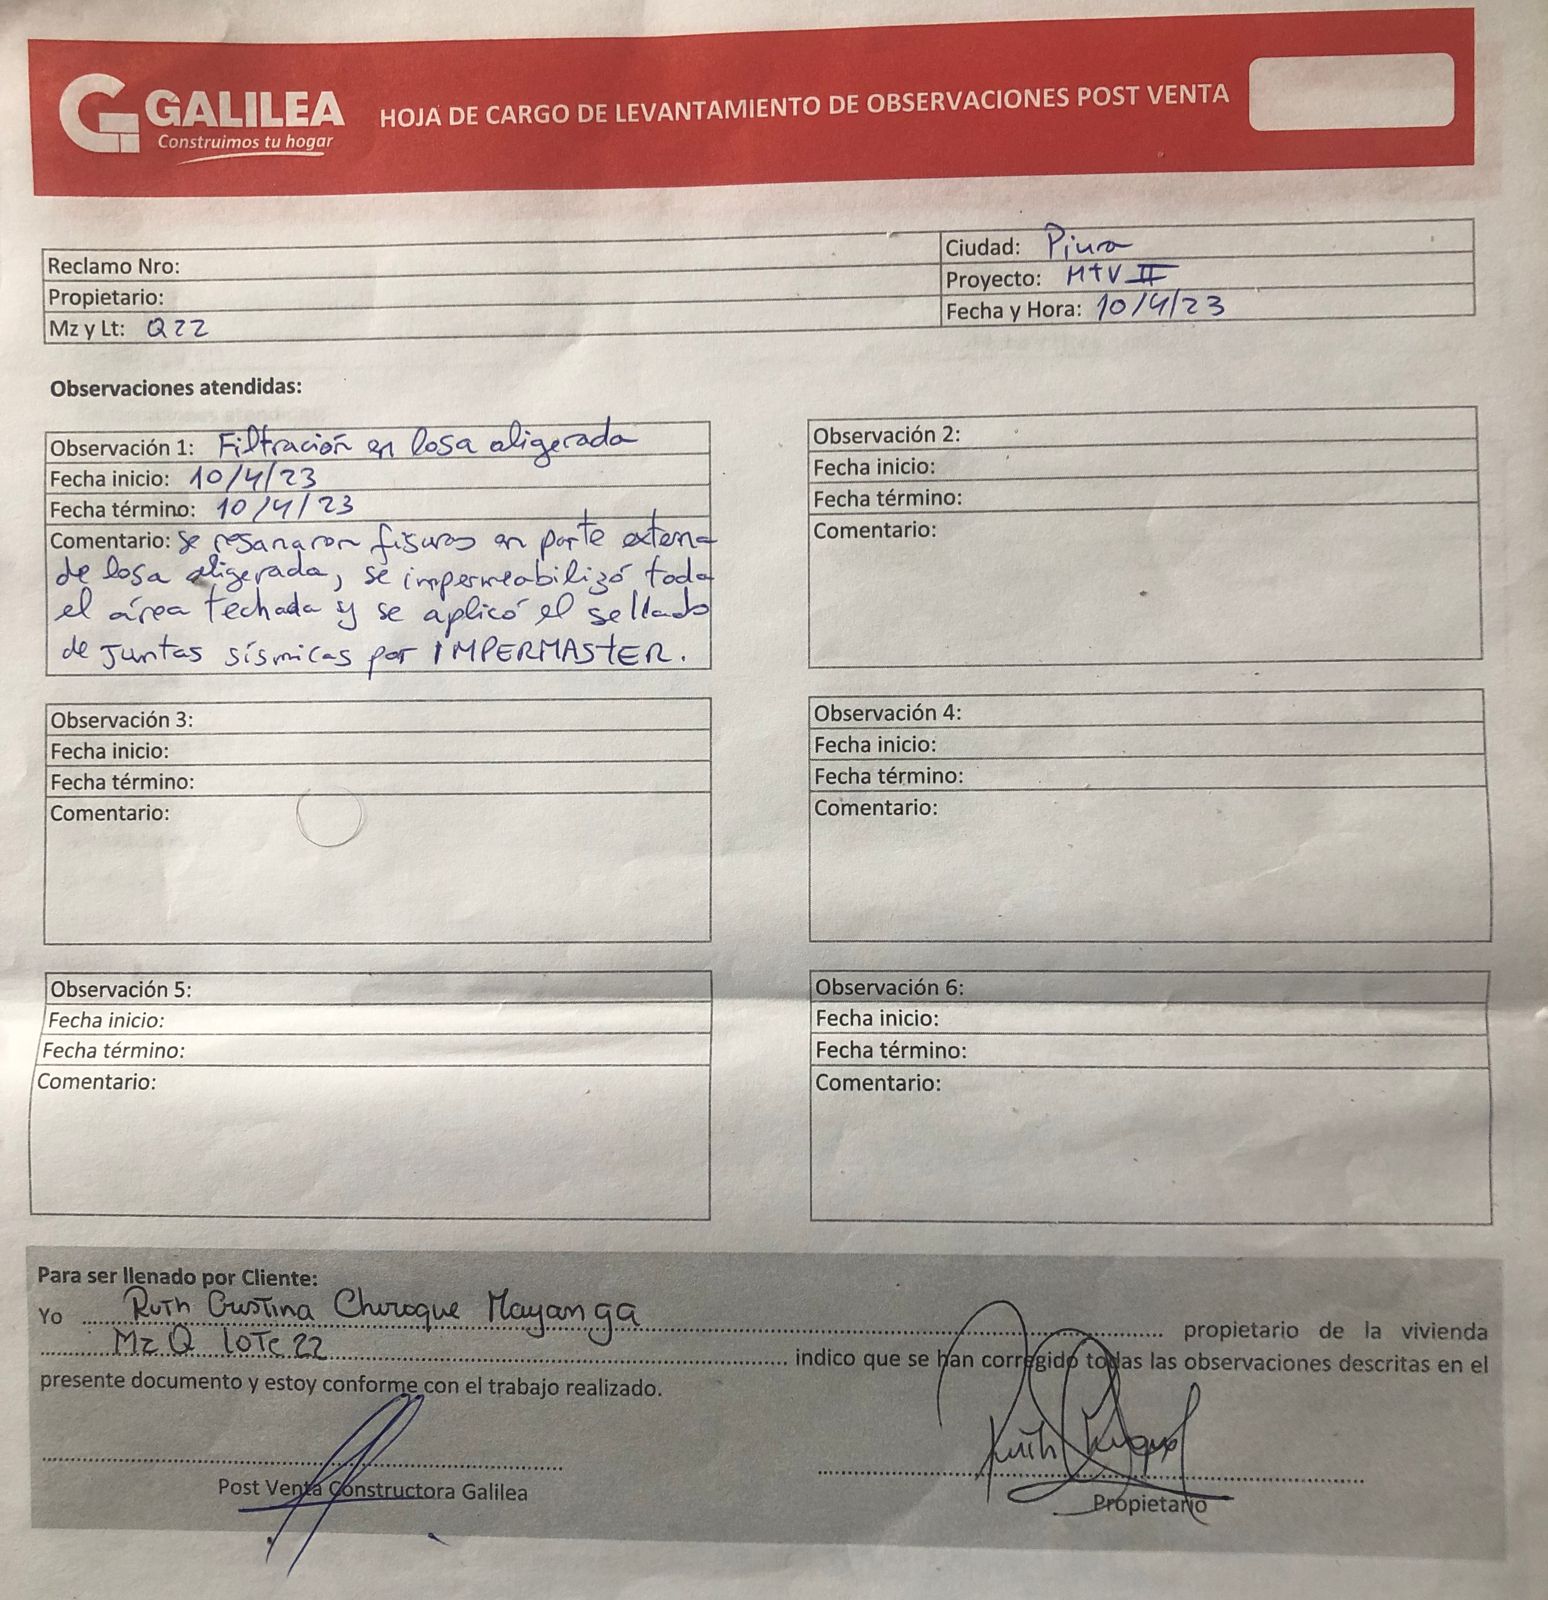 GALILEA
Construimos tu hogar
HOJA DE CARGO DE LEVANTAMIENTO DE OBSERVACIONES POST VENTA
Reclamo Nro:
Propietario:
Mz y Lt: Q22
Ciudad: Piura
Proyecto: MTV II
Fecha y Hora: 10/4/23
Observaciones atendidas:
Observación 1: Filtración en losa aligerada
Fecha inicio: 10/4/23
Fecha término: 10/4/23
Comentario: Se resanaron fisuras en parte externa
de losa aligerada, se impermeabilizó toda
el área techada y se aplicó el sellado
de juntas sísmicas por IMPERMASTER.
Observación 2:
Fecha inicio:
Fecha término:
Comentario:
Observación 3:
Fecha inicio:
Fecha término:
Comentario:
Observación 4:
Fecha inicio:
Fecha término:
Comentario:
Observación 5:
Fecha inicio:
Fecha término:
Comentario:
Observación 6:
Fecha inicio:
Fecha término:
Comentario:
Para ser llenado por Cliente:
Yo Ruth Cristina Chiroque Mayanga propietario de la vivienda
Mz Q lote 22 indico que se han corregido todas las observaciones descritas en el
presente documento y estoy conforme con el trabajo realizado.
Post Venta Constructora Galilea
Propietario